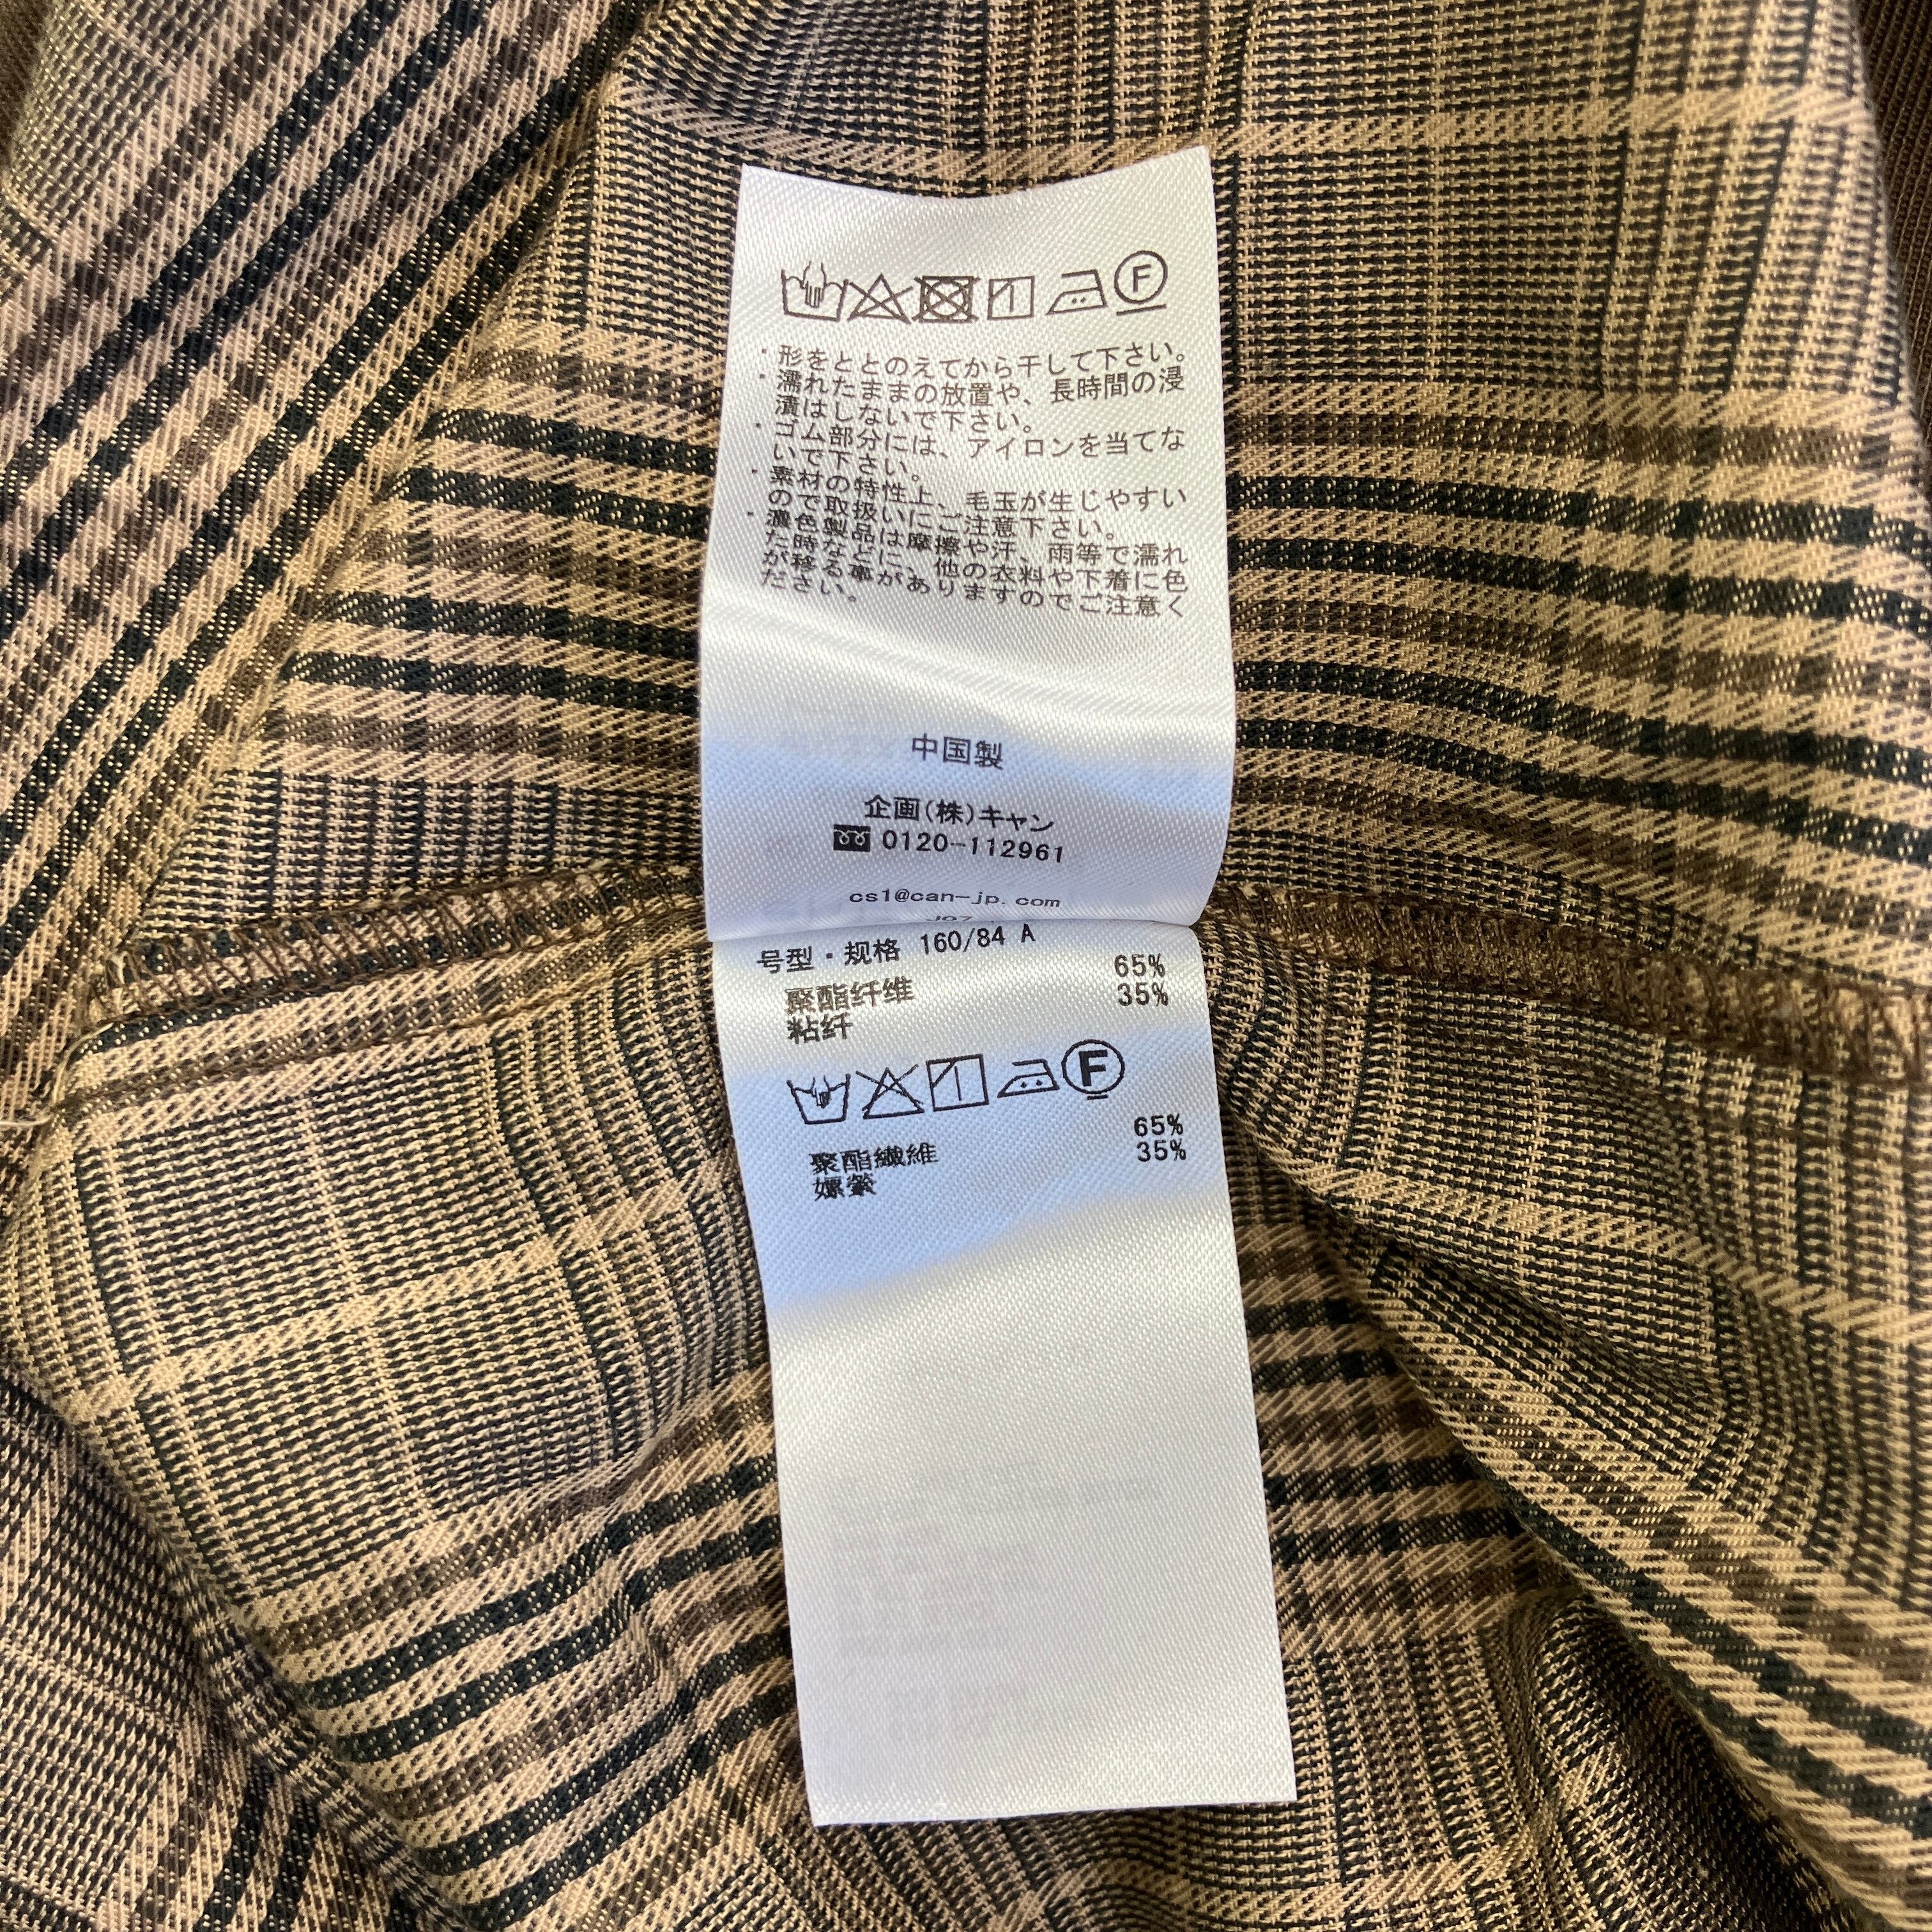 F
・形をととのえてから干して下さい。
・濡れたままの放置や、長時間の浸
漬はしないで下さい。
・ゴム部分には、アイロンを当てな
いで下さい。
・素材の特性上、毛玉が生じやすい
ので取扱いにご注意下さい。
・濃色製品は摩擦や汗、雨等で濡れ
た時などに、他の衣料や下着に色
が移る事がありますのでご注意く
ださい。
中国製
企画(株)キャン
0120-112961
cs1@can-jp.com
号型・规格 160/84 A
聚酯纤维 65%
粘纤 35%
F
聚酯纖維 65%
嫘縈 35%